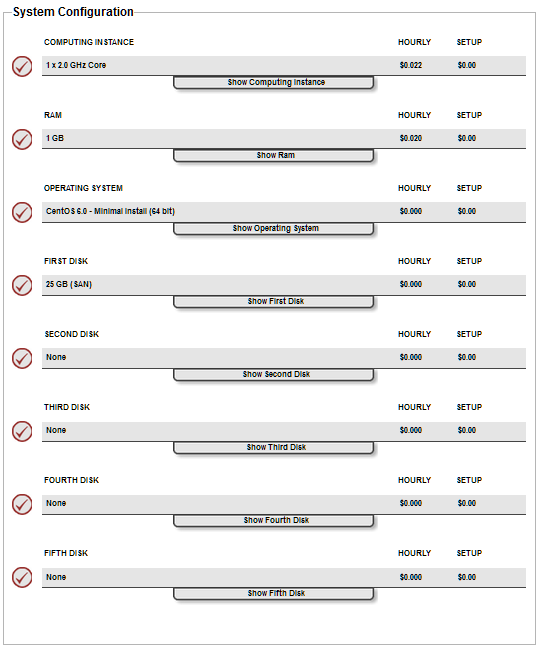 System Configuration
COMPUTING INSTANCE HOURLY SETUP
1 x 2.0 GHz Core $0.022 $0.00
Show Computing Instance
RAM HOURLY SETUP
1 GB $0.020 $0.00
Show Ram
OPERATING SYSTEM HOURLY SETUP
CentOS 6.0 - Minimal Install (64 bit) $0.000 $0.00
Show Operating System
FIRST DISK HOURLY SETUP
25 GB (SAN) $0.000 $0.00
Show First Disk
SECOND DISK HOURLY SETUP
None $0.000 $0.00
Show Second Disk
THIRD DISK HOURLY SETUP
None $0.000 $0.00
Show Third Disk
FOURTH DISK HOURLY SETUP
None $0.000 $0.00
Show Fourth Disk
FIFTH DISK HOURLY SETUP
None $0.000 $0.00
Show Fifth Disk